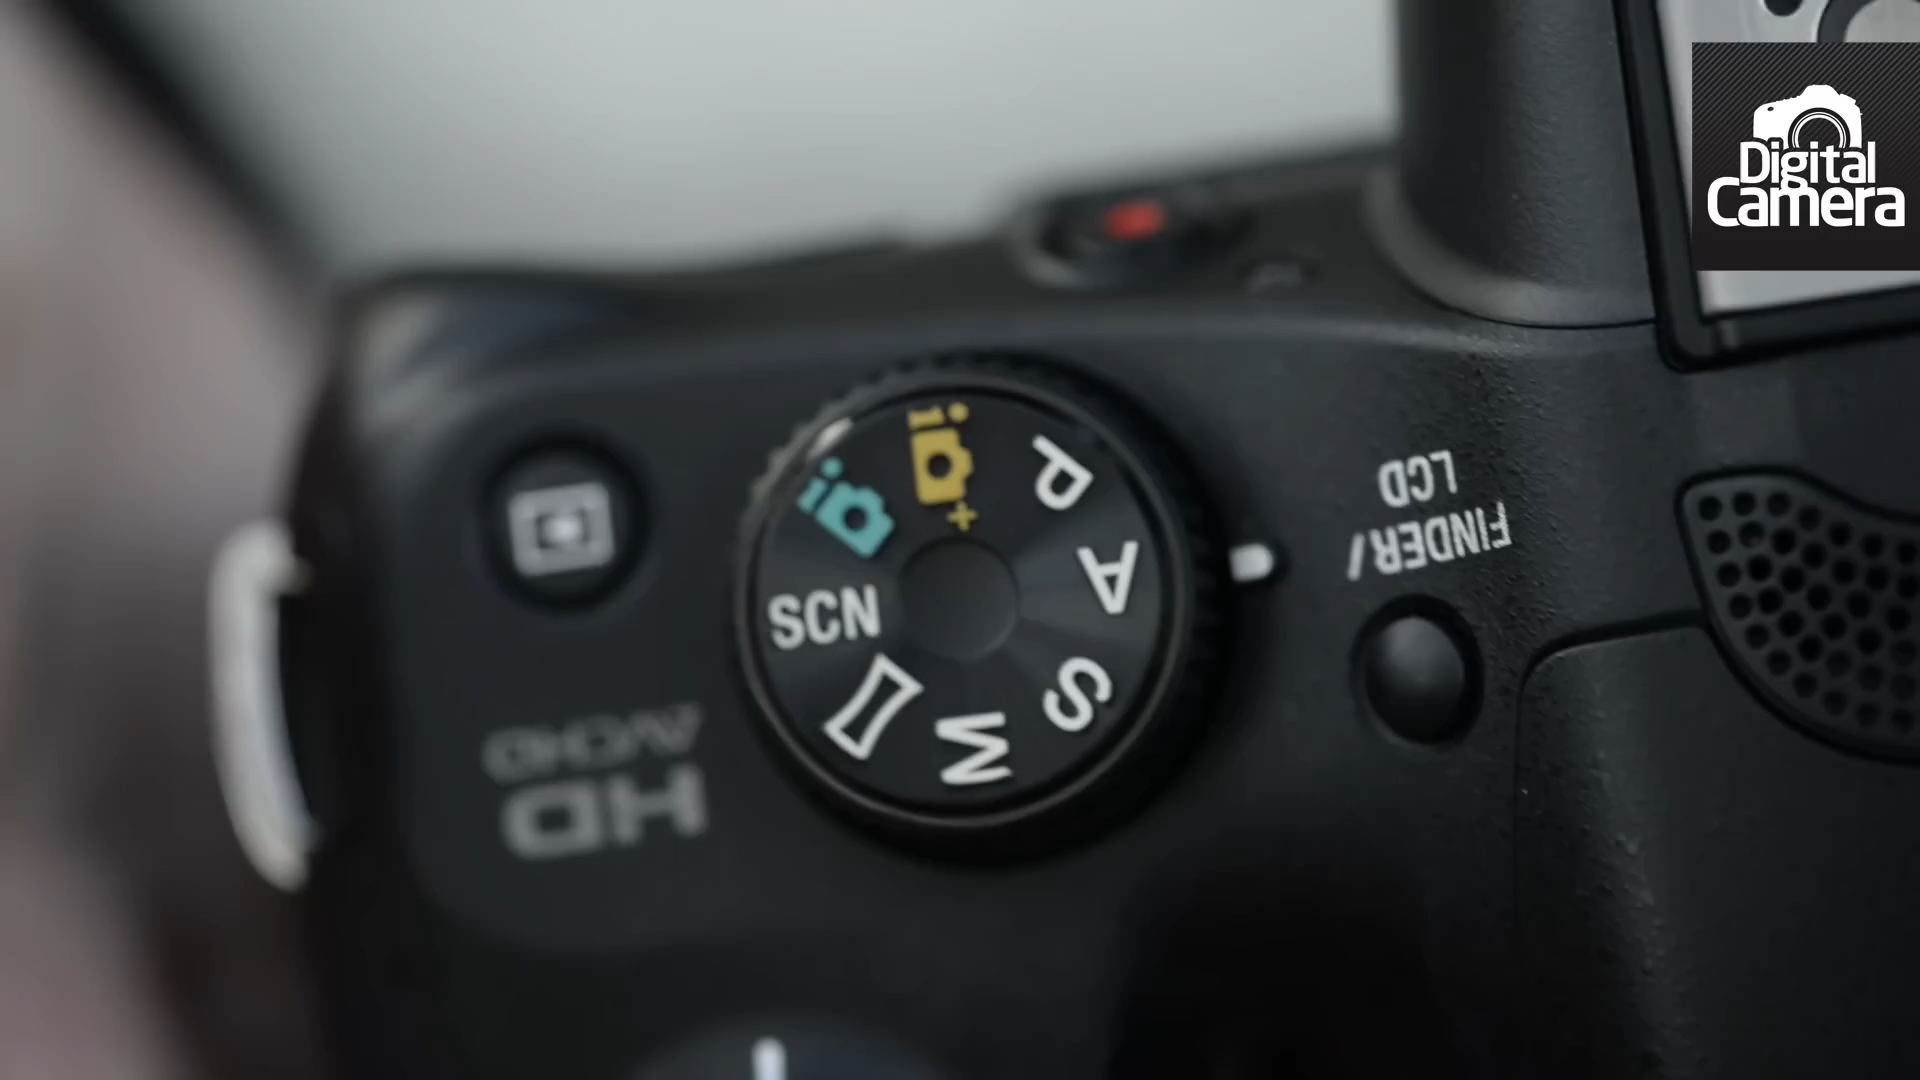 Digital
Camera
i
i
+
P
A
S
M
SCN
FINDER/
LCD
AVCHD
HD